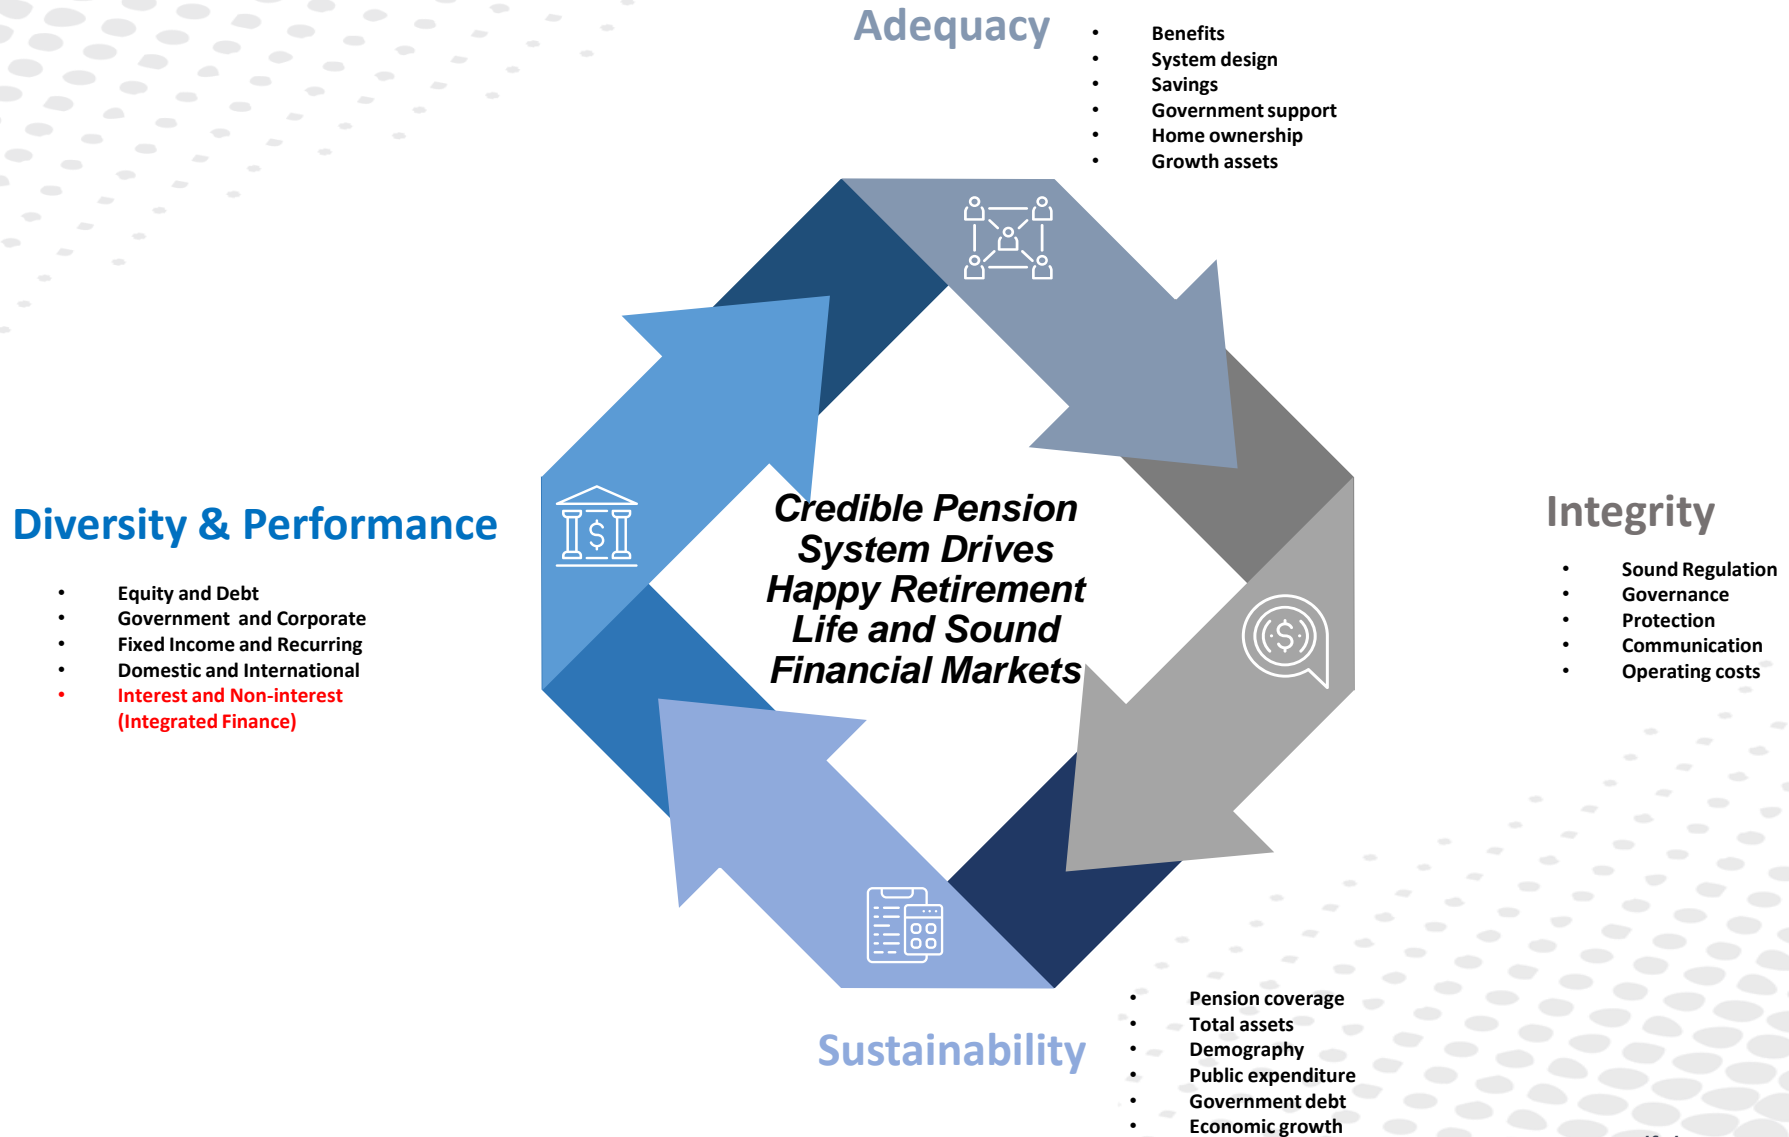 Adequacy
• Benefits
• System design
• Savings
• Government support
• Home ownership
• Growth assets
Diversity & Performance
• Equity and Debt
• Government and Corporate
• Fixed Income and Recurring
• Domestic and International
• Interest and Non-interest
(Integrated Finance)
Credible Pension
System Drives
Happy Retirement
Life and Sound
Financial Markets
Integrity
• Sound Regulation
• Governance
• Protection
• Communication
• Operating costs
Sustainability
• Pension coverage
• Total assets
• Demography
• Public expenditure
• Government debt
• Economic growth
$
$